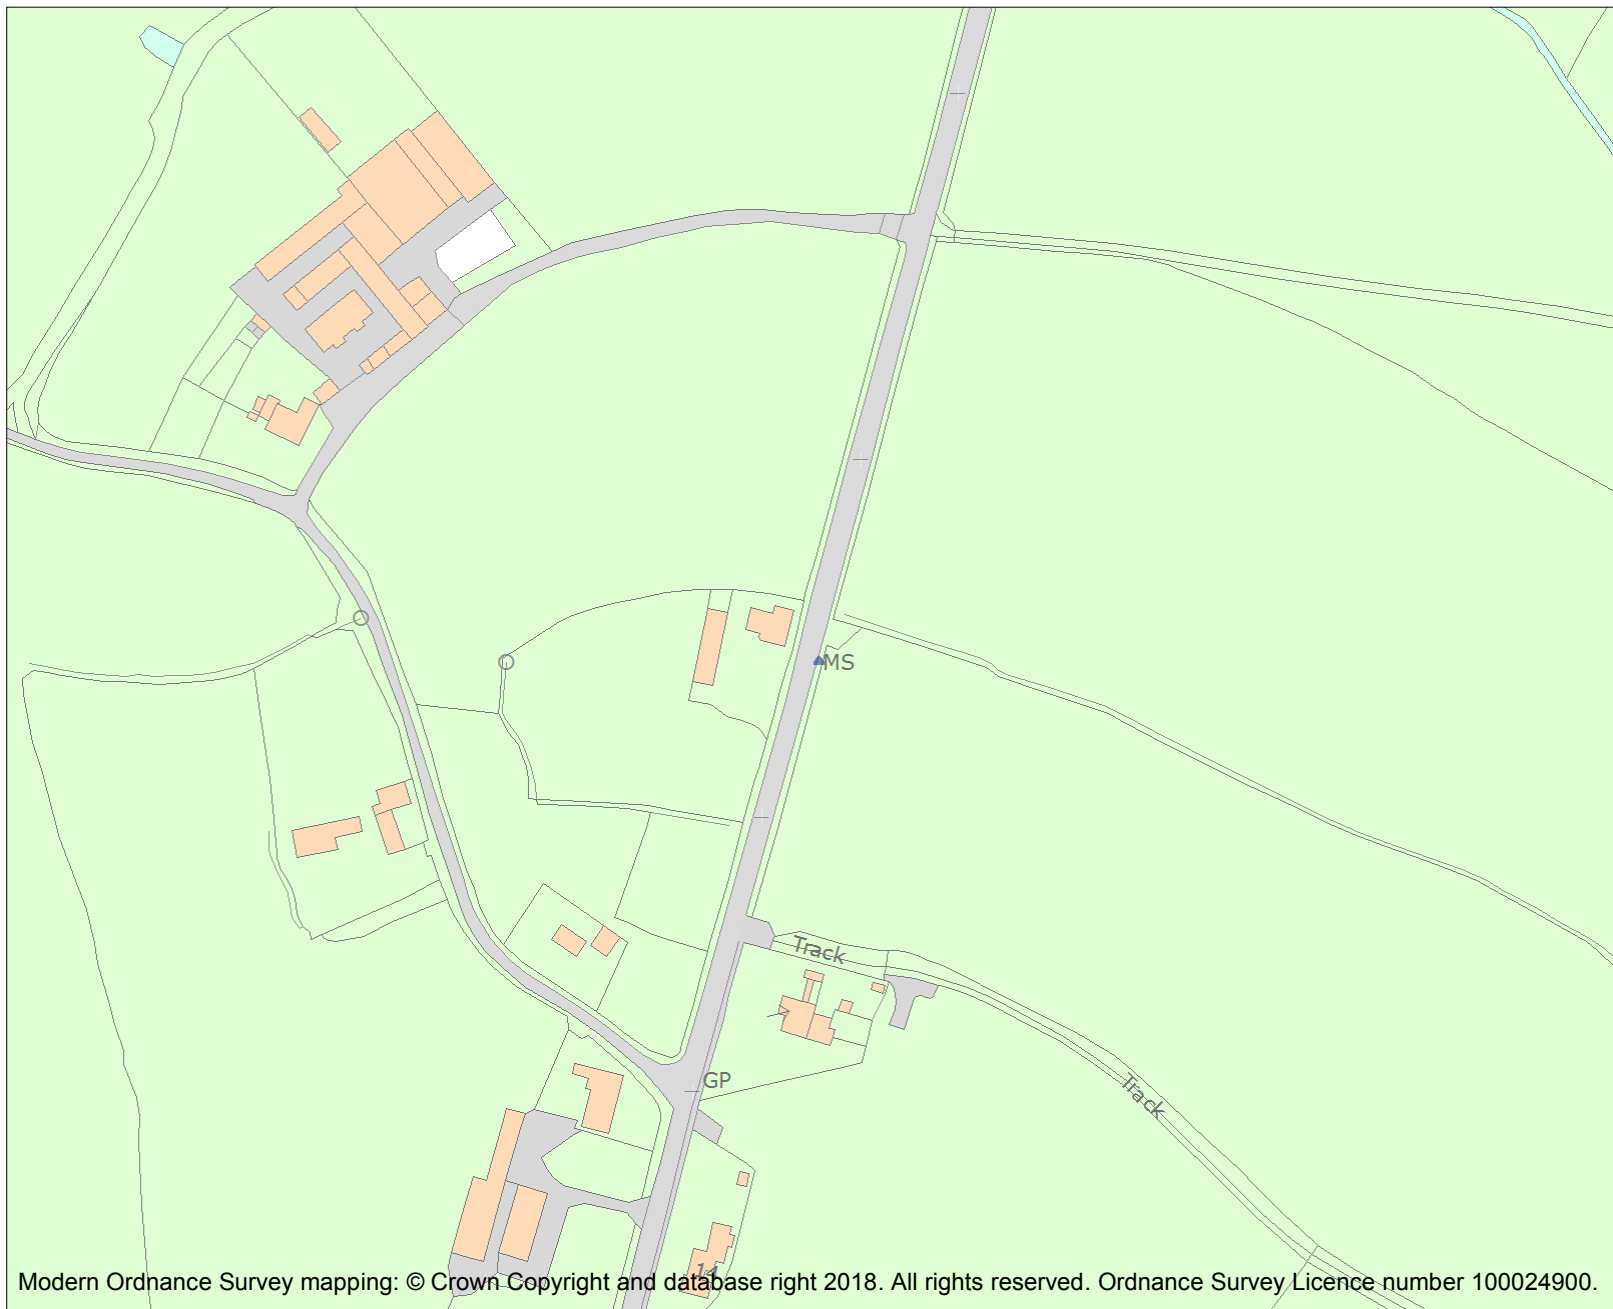 MS
Track
GP
Track
14
Modern Ordnance Survey mapping: © Crown Copyright and database right 2018. All rights reserved. Ordnance Survey Licence number 100024900.